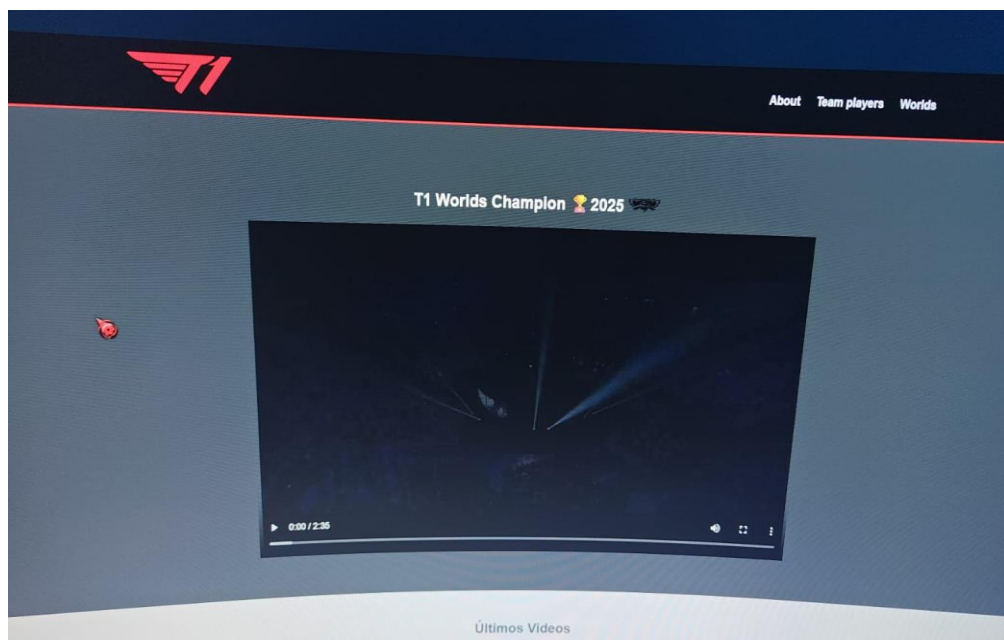 T1
About Team players Worlds
T1 Worlds Champion 🏆 2025
0:00 / 2:35
Últimos Videos